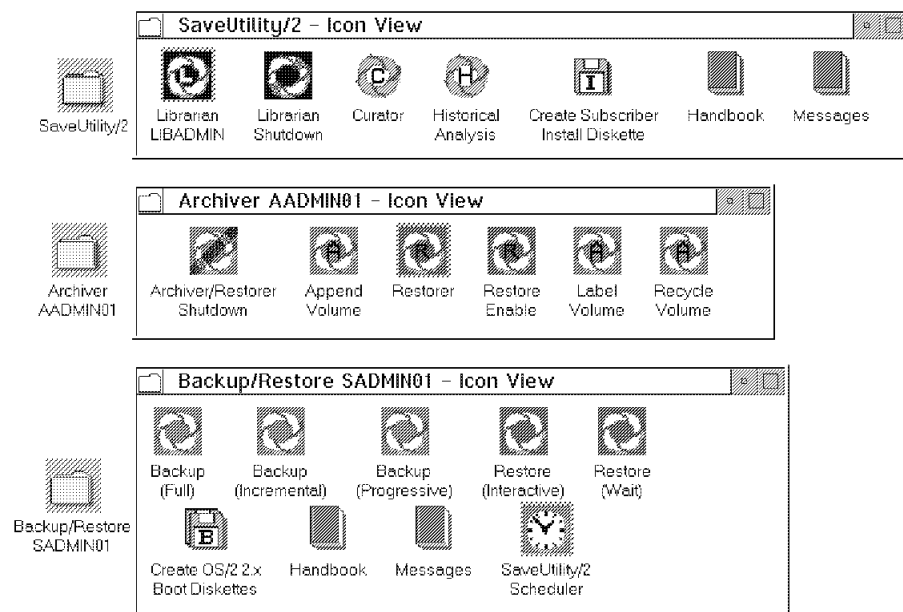 SaveUtility/2 - Icon View
L
C
H
I
Librarian
LIBADMIN
Librarian
Shutdown
Curator
Historical
Analysis
Create Subscriber
Install Diskette
Handbook
Messages
SaveUtility/2
Archiver AADMIN01 - Icon View
A
R
R
A
A
Archiver/Restorer
Shutdown
Append
Volume
Restorer
Restore
Enable
Label
Volume
Recycle
Volume
Archiver
AADMIN01
Backup/Restore SADMIN01 - Icon View
Backup
(Full)
Backup
(Incremental)
Backup
(Progressive)
Restore
(Interactive)
Restore
(Wait)
Backup/Restore
SADMIN01
B
Create OS/2 2.x
Boot Diskettes
Handbook
Messages
SaveUtility/2
Scheduler